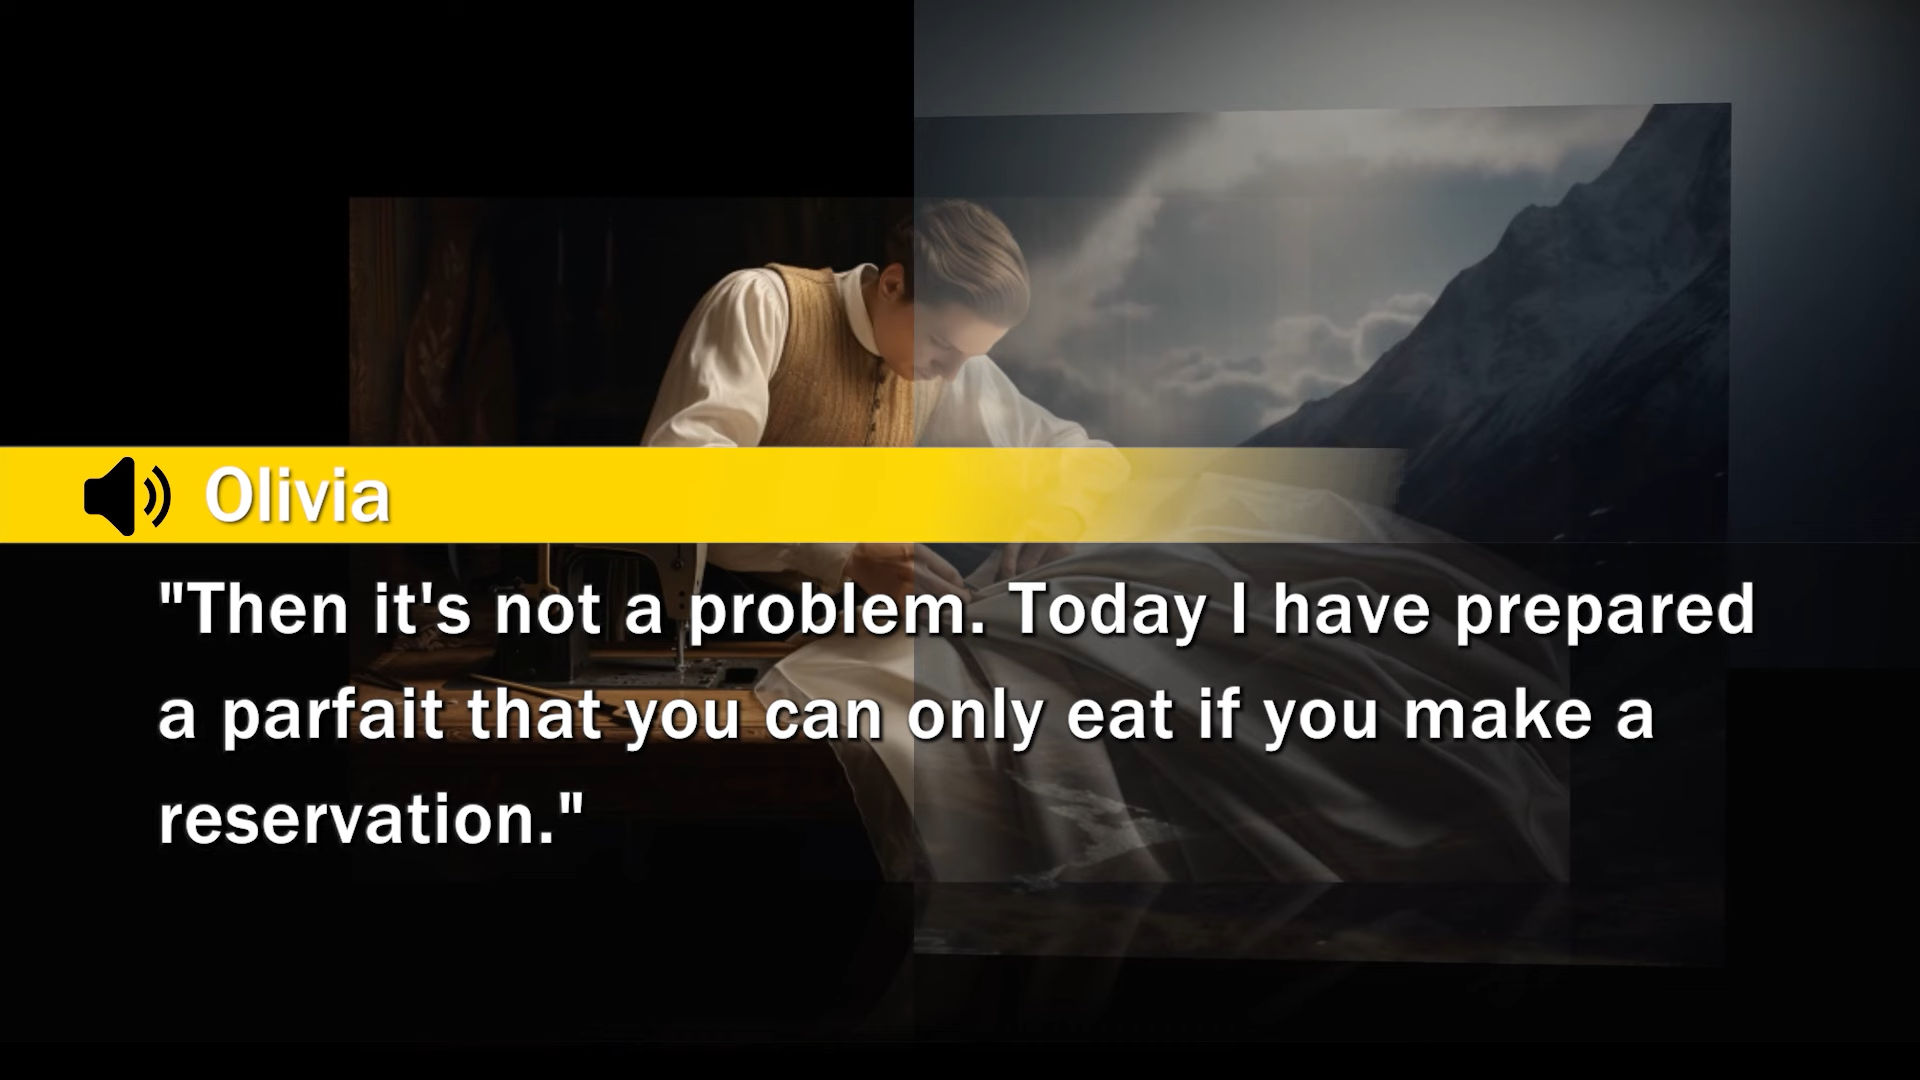 Olivia
"Then it's not a problem. Today I have prepared
a parfait that you can only eat if you make a
reservation."